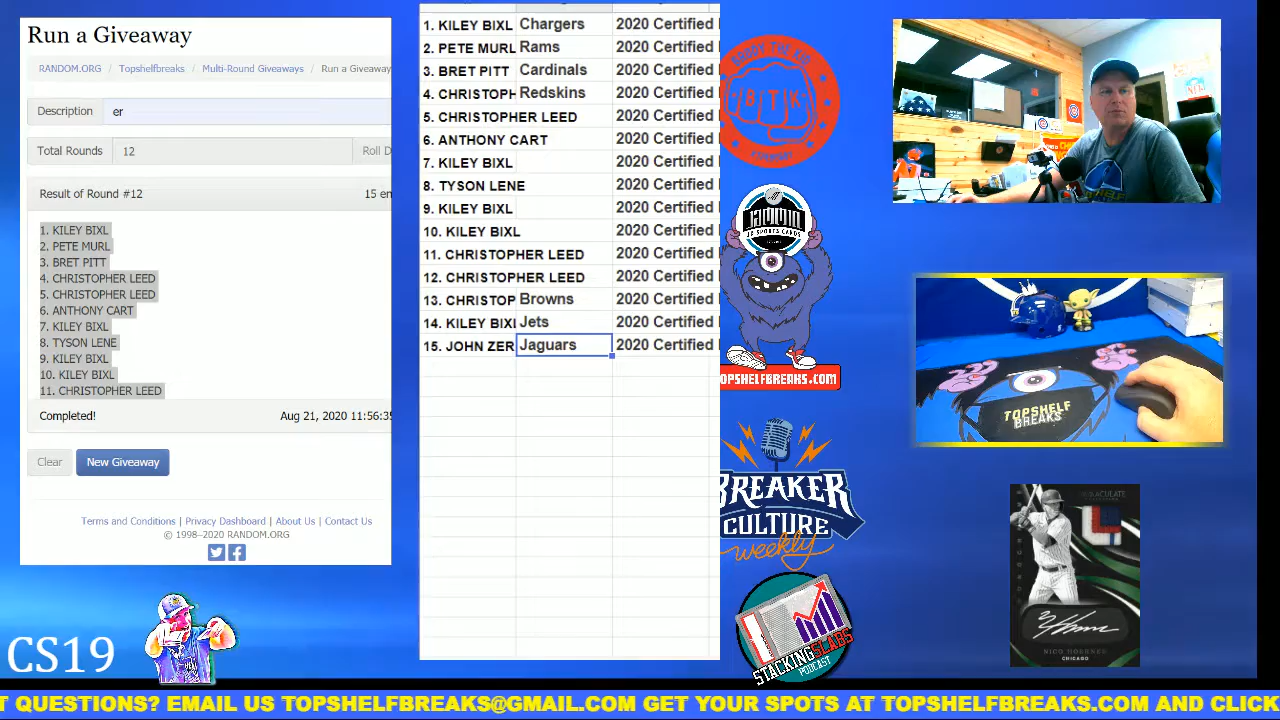 Run a Giveaway
RANDOM.ORG / Topshelfbreaks / Multi-Round Giveaways / Run a Giveaway
Description er
Total Rounds 12 Roll D
Result of Round #12 15 en
1. KILEY BIXL
2. PETE MURL
3. BRET PITT
4. CHRISTOPHER LEED
5. CHRISTOPHER LEED
6. ANTHONY CART
7. KILEY BIXL
8. TYSON LENE
9. KILEY BIXL
10. KILEY BIXL
11. CHRISTOPHER LEED
Completed! Aug 21, 2020 11:56:35
Clear New Giveaway
Terms and Conditions | Privacy Dashboard | About Us | Contact Us
© 1998–2020 RANDOM.ORG
CS19
1. KILEY BIXL Chargers 2020 Certified
2. PETE MURL Rams 2020 Certified
3. BRET PITT Cardinals 2020 Certified
4. CHRISTOPH Redskins 2020 Certified
5. CHRISTOPHER LEED 2020 Certified
6. ANTHONY CART 2020 Certified
7. KILEY BIXL 2020 Certified
8. TYSON LENE 2020 Certified
9. KILEY BIXL 2020 Certified
10. KILEY BIXL 2020 Certified
11. CHRISTOPHER LEED 2020 Certified
12. CHRISTOPHER LEED 2020 Certified
13. CHRISTOP Browns 2020 Certified
14. KILEY BIXL Jets 2020 Certified
15. JOHN ZER Jaguars 2020 Certified
BTK
JP SPORTS CARDS
TOPSHELFBREAKS.COM
BREAKER
CULTURE
weekly
STACKING SLABS
PODCAST
TOPSHELF
BREAKS
IMMACULATE
NICO HOERNER
CHICAGO
T QUESTIONS? EMAIL US TOPSHELFBREAKS@GMAIL.COM GET YOUR SPOTS AT TOPSHELFBREAKS.COM AND CLICK